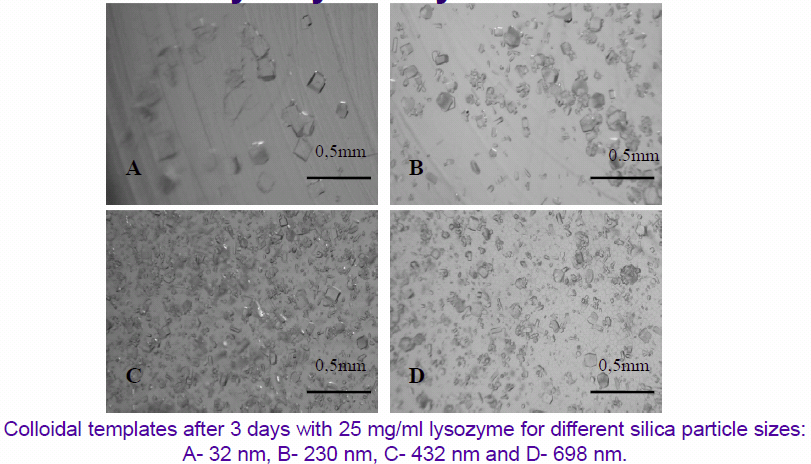 0.5mm
A
0.5mm
B
0.5mm
C
0.5mm
D
Colloidal templates after 3 days with 25 mg/ml lysozyme for different silica particle sizes:
A- 32 nm, B- 230 nm, C- 432 nm and D- 698 nm.